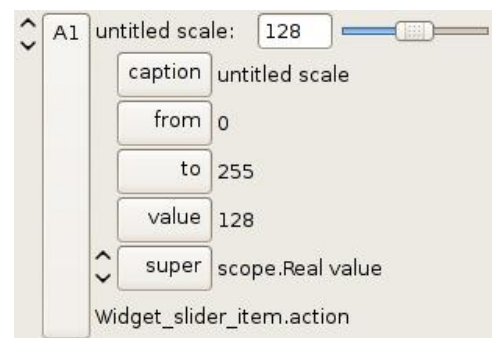 A1 untitled scale: 128
caption untitled scale
from 0
to 255
value 128
super scope.Real value
Widget_slider_item.action